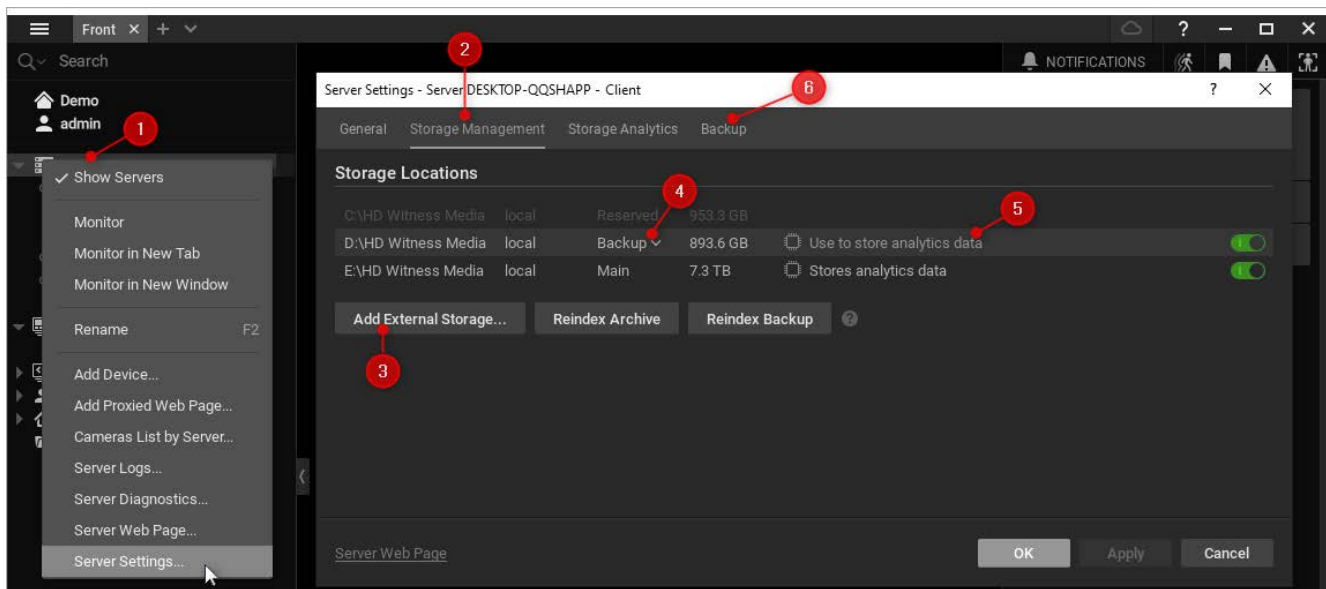 Front
Search
NOTIFICATIONS
Demo
admin
1
2
Server Settings - Server DESKTOP-QQSHAPP - Client
6
General Storage Management Storage Analytics Backup
Storage Locations
4
C:\HD Witness Media local Reserved 953.3 GB
5
D:\HD Witness Media local Backup 893.6 GB Use to store analytics data
E:\HD Witness Media local Main 7.3 TB Stores analytics data
Add External Storage... Reindex Archive Reindex Backup
3
Show Servers
Monitor
Monitor in New Tab
Monitor in New Window
Rename F2
Add Device...
Add Proxied Web Page...
Cameras List by Server...
Server Logs...
Server Diagnostics...
Server Web Page...
Server Settings...
Server Web Page
OK Apply Cancel